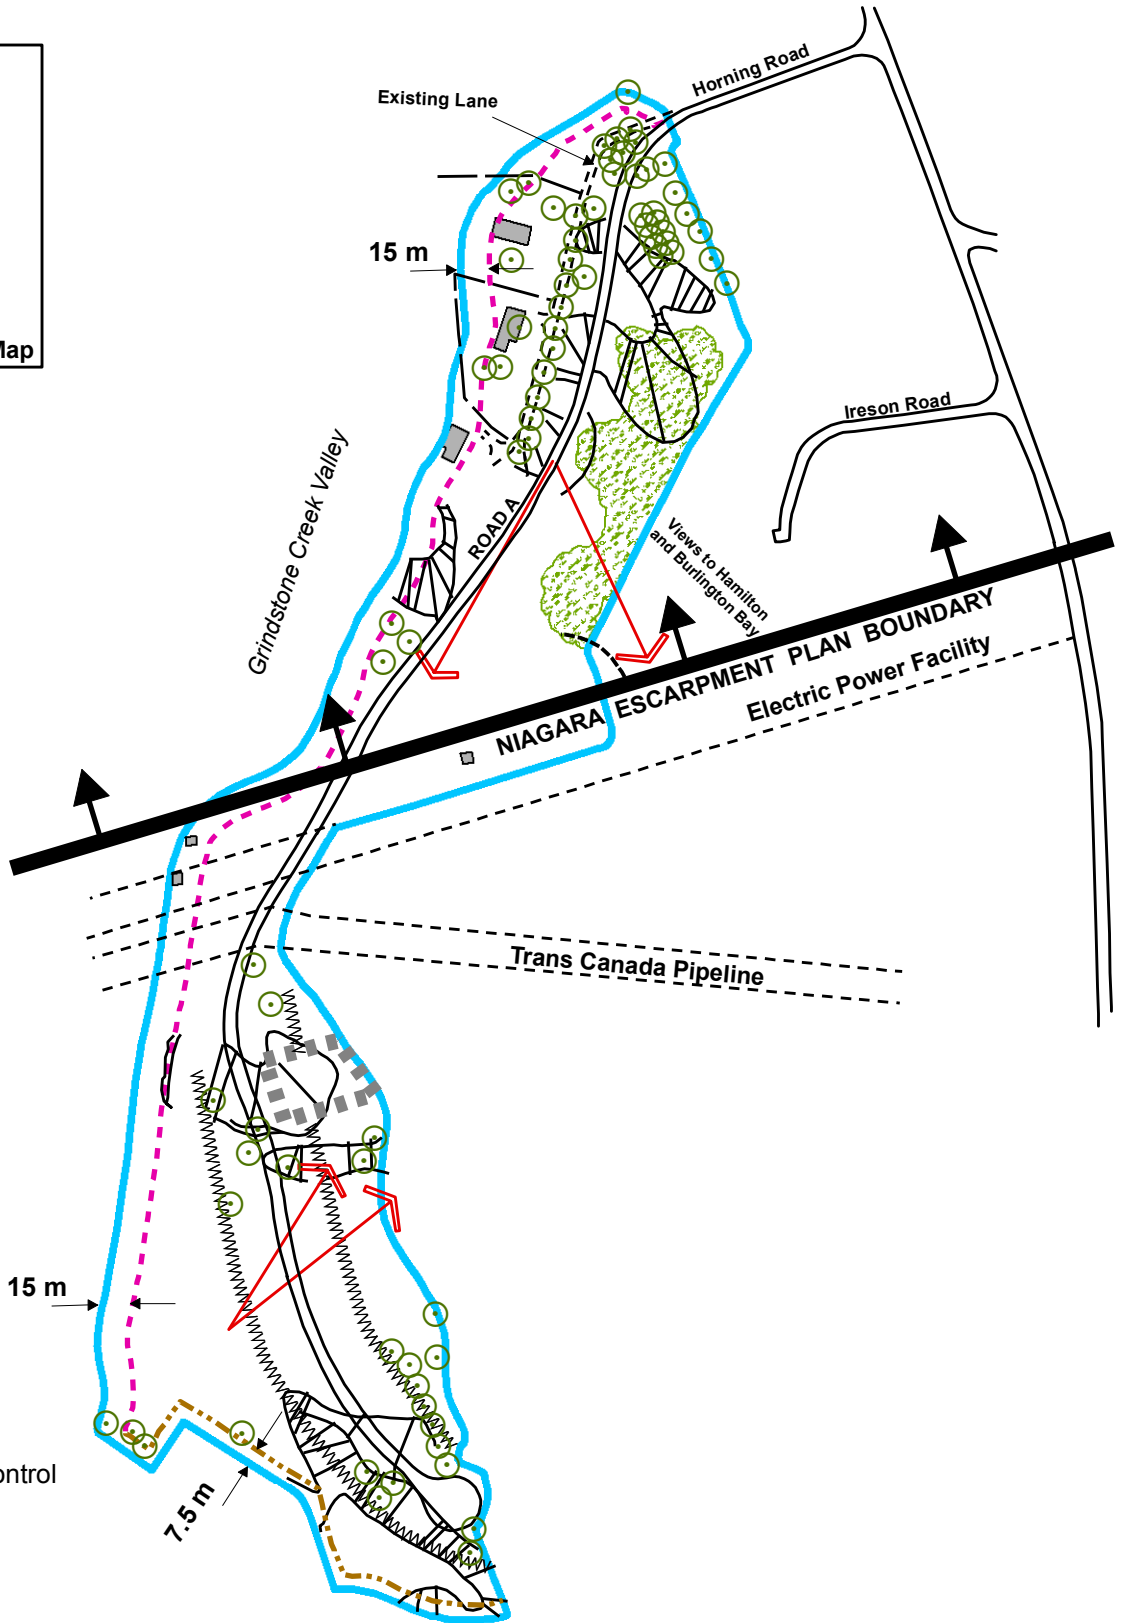 Horning Road
Existing Lane
15 m
Map
Ireson Road
Grindstone Creek Valley
ROAD A
Views to Hamilton
and Burlington Bay
NIAGARA ESCARPMENT PLAN BOUNDARY
Electric Power Facility
Trans Canada Pipeline
15 m
ontrol
7.5 m